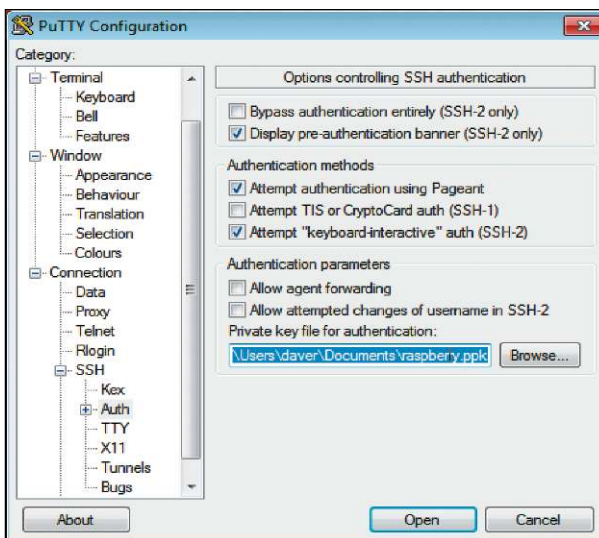 PuTTY Configuration
Category:
Terminal
Keyboard
Bell
Features
Window
Appearance
Behaviour
Translation
Selection
Colours
Connection
Data
Proxy
Telnet
Rlogin
SSH
Kex
Auth
TTY
X11
Tunnels
Bugs
Options controlling SSH authentication
Bypass authentication entirely (SSH-2 only)
Display pre-authentication banner (SSH-2 only)
Authentication methods
Attempt authentication using Pageant
Attempt TIS or CryptoCard auth (SSH-1)
Attempt "keyboard-interactive" auth (SSH-2)
Authentication parameters
Allow agent forwarding
Allow attempted changes of username in SSH-2
Private key file for authentication:
\Users\daver\Documents\raspberry.ppk
Browse...
About
Open
Cancel